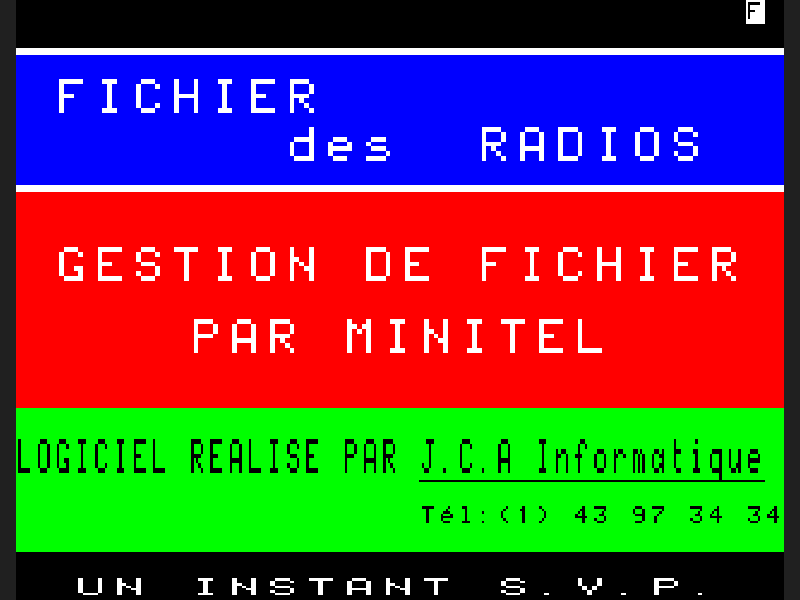 F
FICHIER
des RADIOS
GESTION DE FICHIER
PAR MINITEL
LOGICIEL REALISE PAR J.C.A Informatique
Tél:(1) 43 97 34 34
UN INSTANT S.V.P.